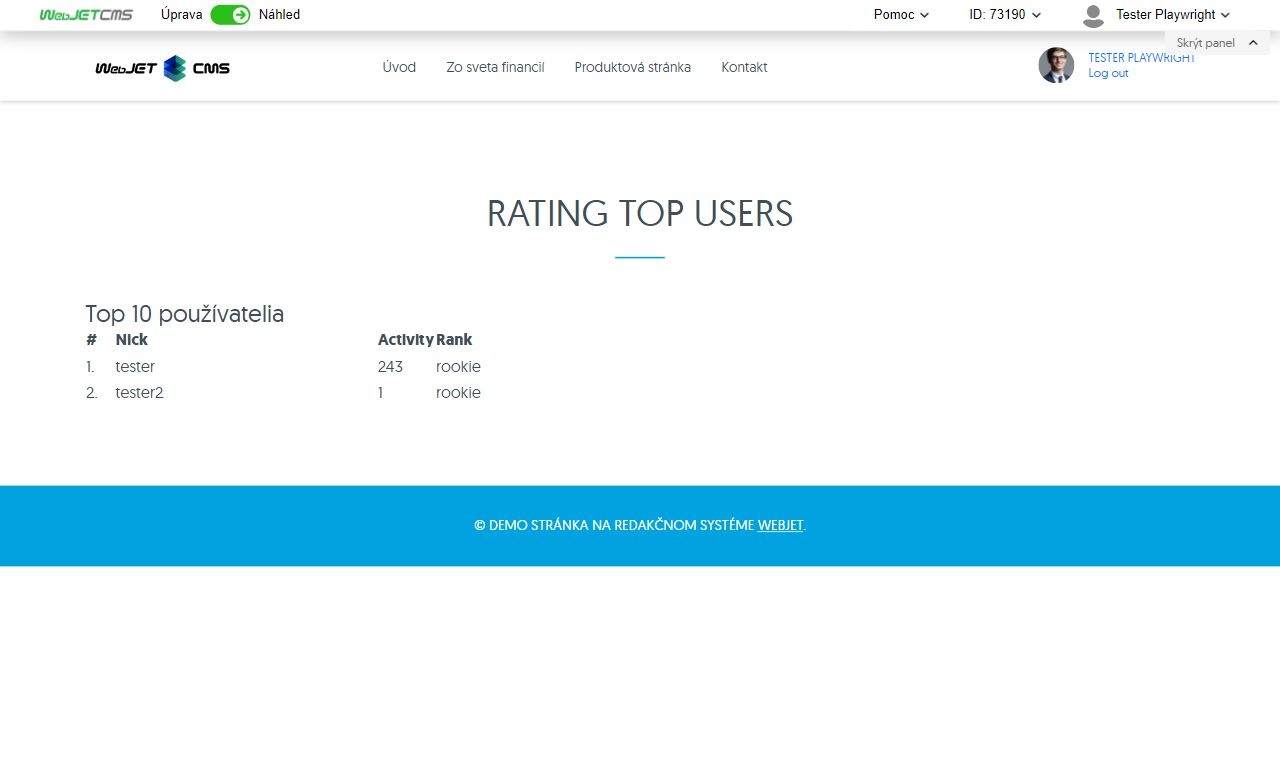 WebJETCMS Úprava Náhled Pomoc ID: 73190 Tester Playwright
Skrýt panel
WebJET CMS Úvod Zo sveta financií Produktová stránka Kontakt TESTER PLAYWRIGHT
Log out
RATING TOP USERS
Top 10 používatelia
# Nick Activity Rank
1. tester 243 rookie
2. tester2 1 rookie
© DEMO STRÁNKA NA REDAKČNOM SYSTÉME WEBJET.